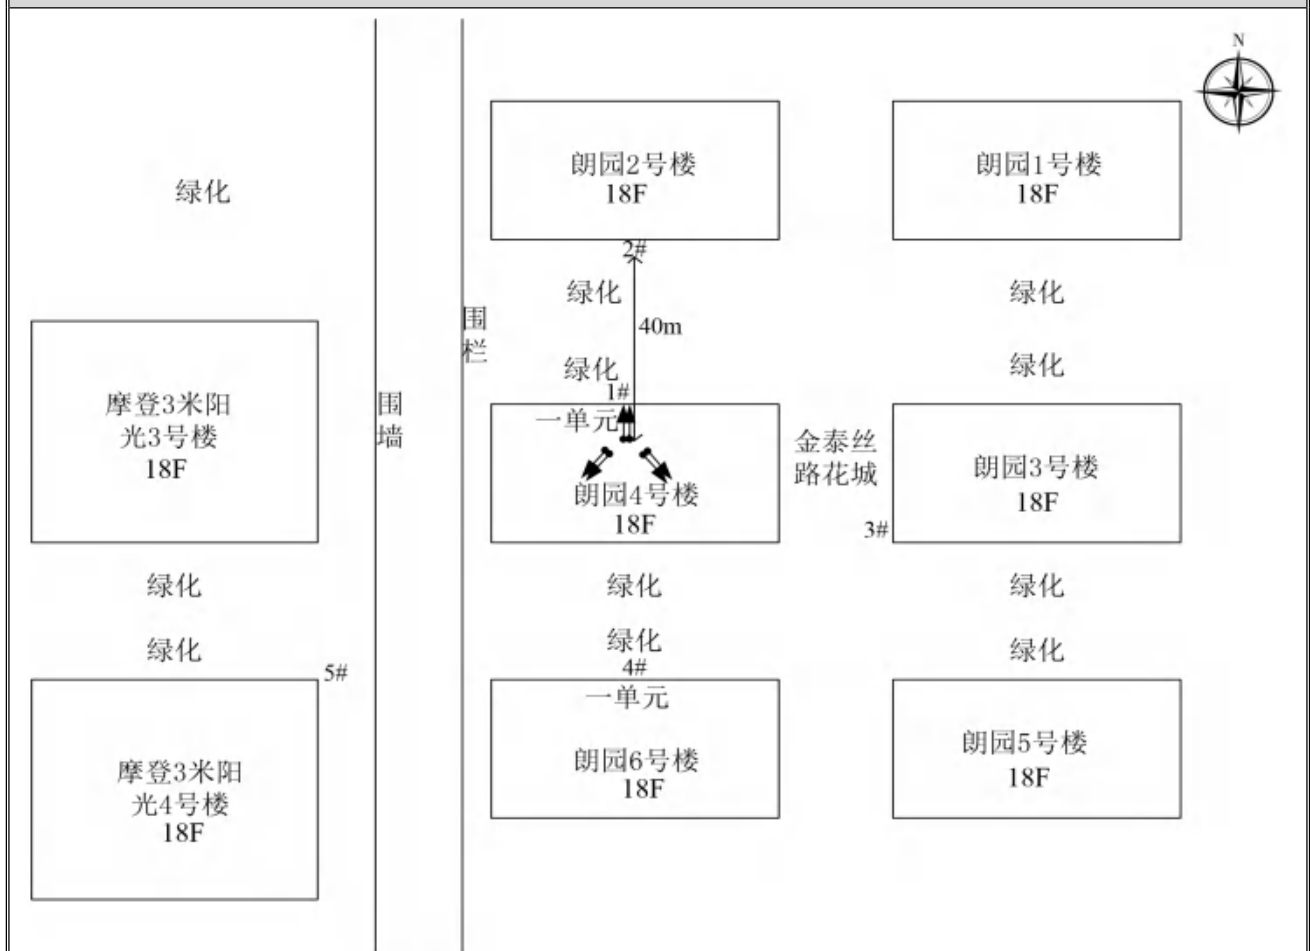 N
朗园2号楼
18F
朗园1号楼
18F
绿化
2#
绿化
绿化
围
栏
40m
绿化
绿化
1#
一单元
摩登3米阳
光3号楼
18F
围
墙
金泰丝
路花城
朗园3号楼
18F
朗园4号楼
18F
3#
绿化
绿化
绿化
绿化
绿化
绿化
5#
4#
一单元
朗园6号楼
18F
朗园5号楼
18F
摩登3米阳
光4号楼
18F